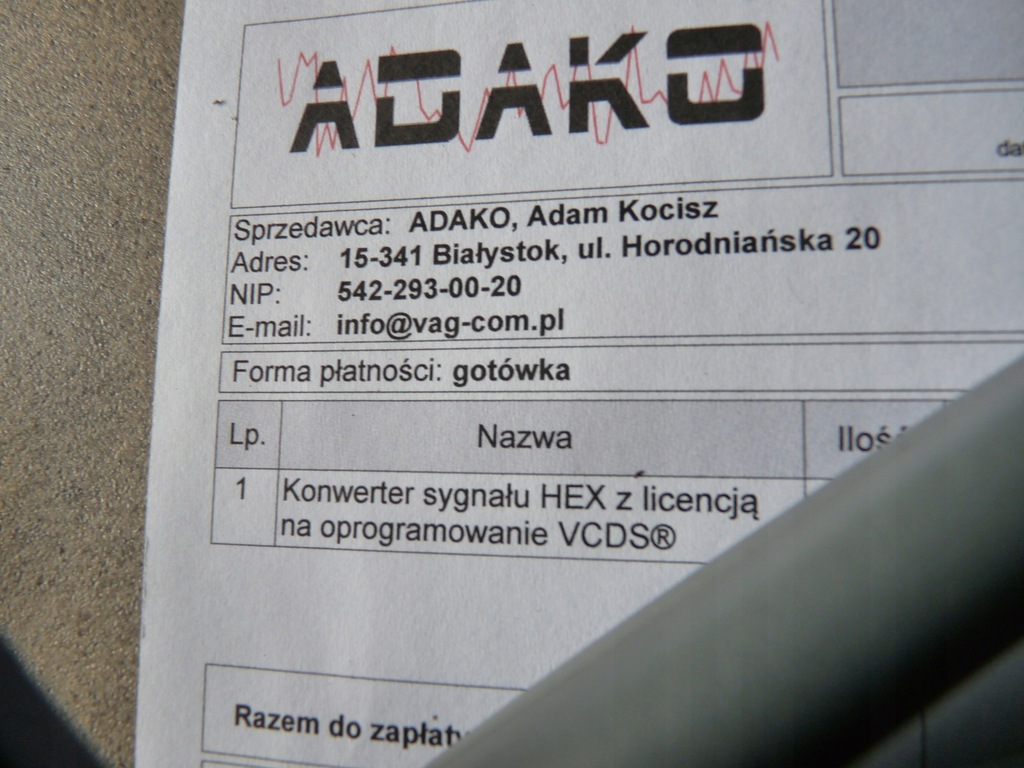 ADAKO
Sprzedawca: ADAKO, Adam Kocisz
Adres: 15-341 Białystok, ul. Horodniańska 20
NIP: 542-293-00-20
E-mail: info@vag-com.pl
Forma płatności: gotówka
Lp. Nazwa
1 Konwerter sygnału HEX z licencją
na oprogramowanie VCDS®
Razem do